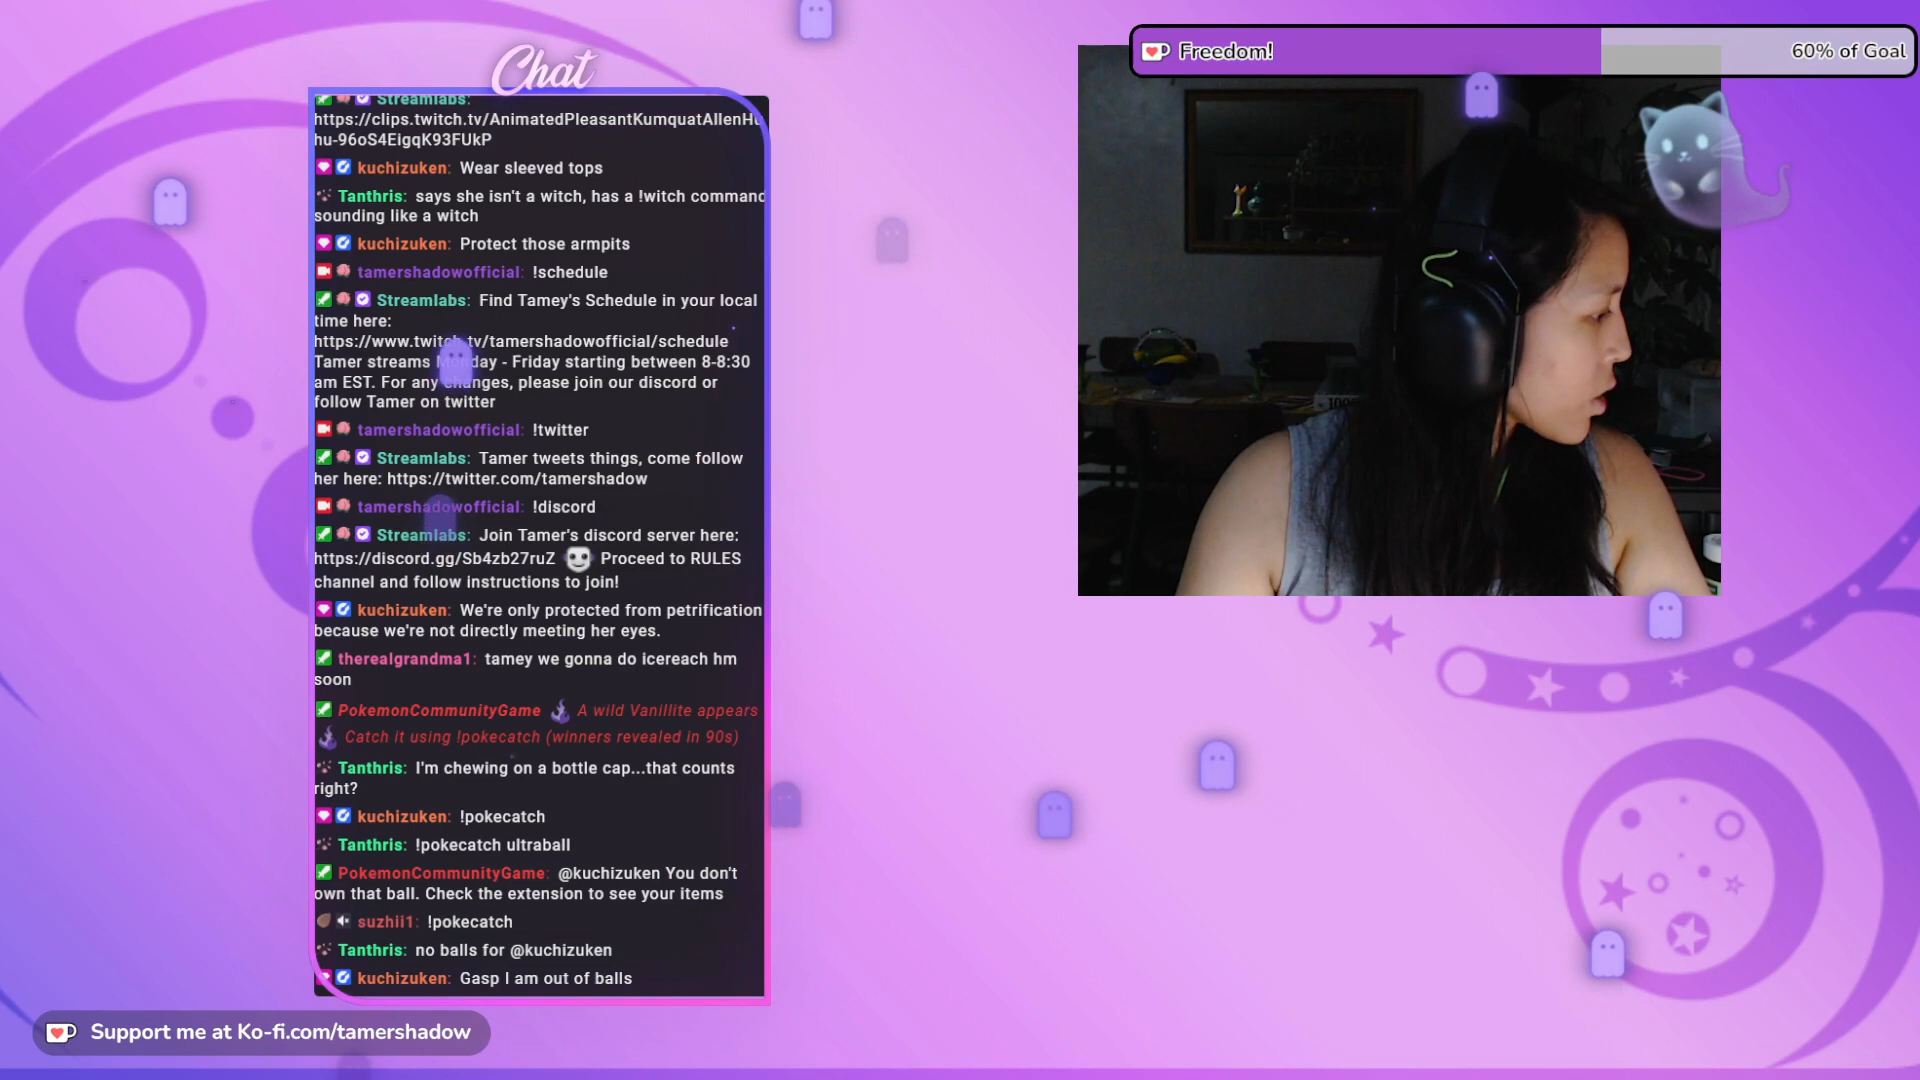 Chat
Streamlabs:
https://clips.twitch.tv/AnimatedPleasantKumquatAllenHu
hu-96oS4EigqK93FUkP
kuchizuken: Wear sleeved tops
Tanthris: says she isn't a witch, has a !witch command
sounding like a witch
kuchizuken: Protect those armpits
tamershadowofficial: !schedule
Streamlabs: Find Tamey's Schedule in your local
time here:
https://www.twitch.tv/tamershadowofficial/schedule
Tamer streams Monday - Friday starting between 8-8:30
am EST. For any changes, please join our discord or
follow Tamer on twitter
tamershadowofficial: !twitter
Streamlabs: Tamer tweets things, come follow
her here: https://twitter.com/tamershadow
tamershadowofficial: !discord
Streamlabs: Join Tamer's discord server here:
https://discord.gg/Sb4zb27ruZ Proceed to RULES
channel and follow instructions to join!
kuchizuken: We're only protected from petrification
because we're not directly meeting her eyes.
therealgrandma1: tamey we gonna do icereach hm
soon
PokemonCommunityGame A wild Vanillite appears
Catch it using !pokecatch (winners revealed in 90s)
Tanthris: I'm chewing on a bottle cap...that counts
right?
kuchizuken: !pokecatch
Tanthris: !pokecatch ultraball
PokemonCommunityGame: @kuchizuken You don't
own that ball. Check the extension to see your items
suzhii1: !pokecatch
Tanthris: no balls for @kuchizuken
kuchizuken: Gasp I am out of balls
Support me at Ko-fi.com/tamershadow
Freedom!
60% of Goal